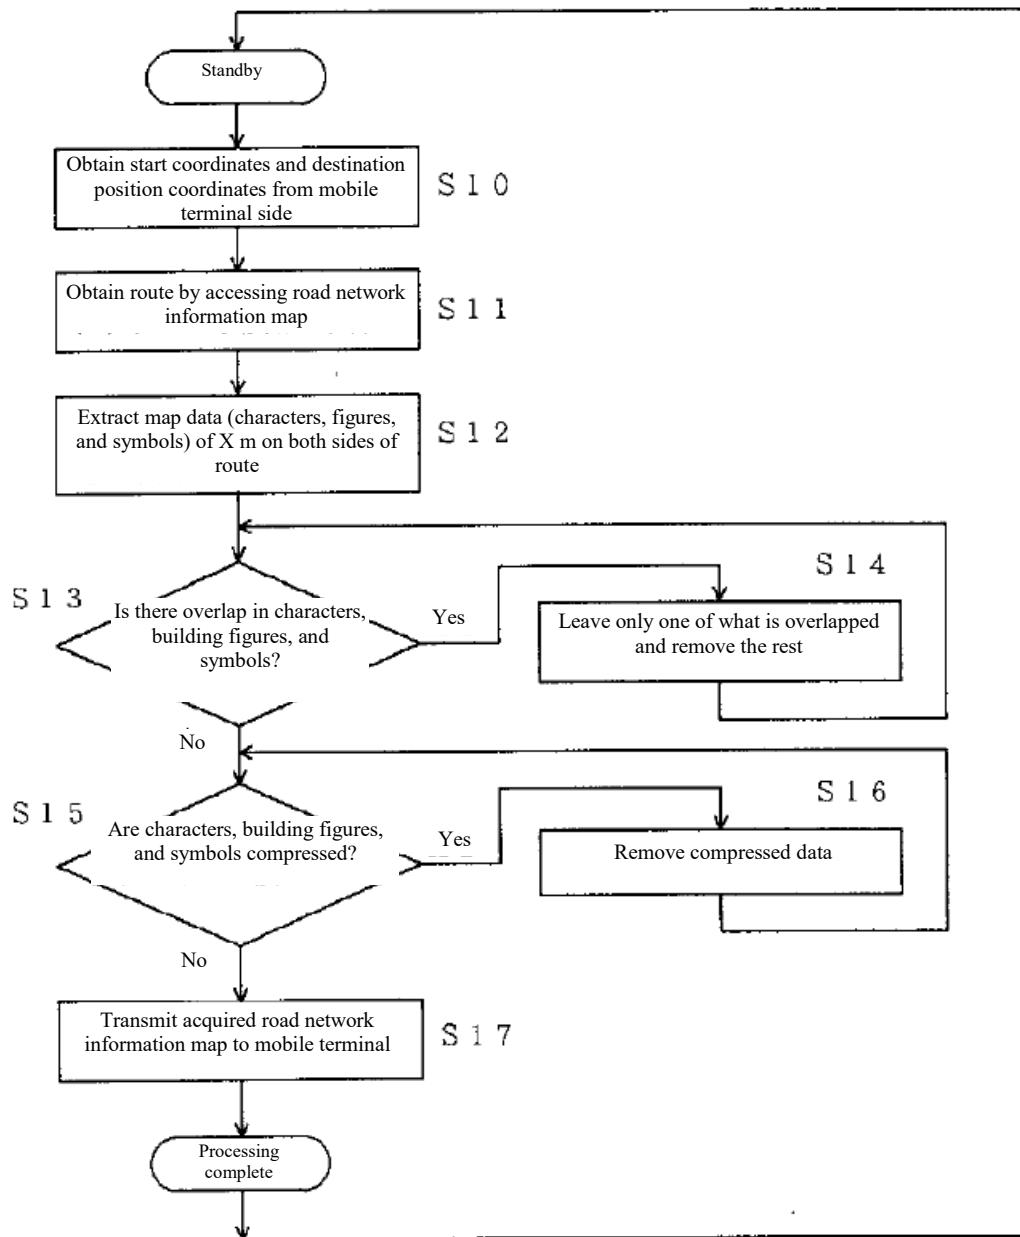 Standby
Obtain start coordinates and destination
position coordinates from mobile
terminal side
S10
Obtain route by accessing road network
information map
S11
Extract map data (characters, figures,
and symbols) of X m on both sides of
route
S12
S13
Is there overlap in characters,
building figures, and
symbols?
Yes
S14
Leave only one of what is overlapped
and remove the rest
No
S15
Are characters, building figures,
and symbols compressed?
Yes
S16
Remove compressed data
No
Transmit acquired road network
information map to mobile terminal
S17
Processing
complete